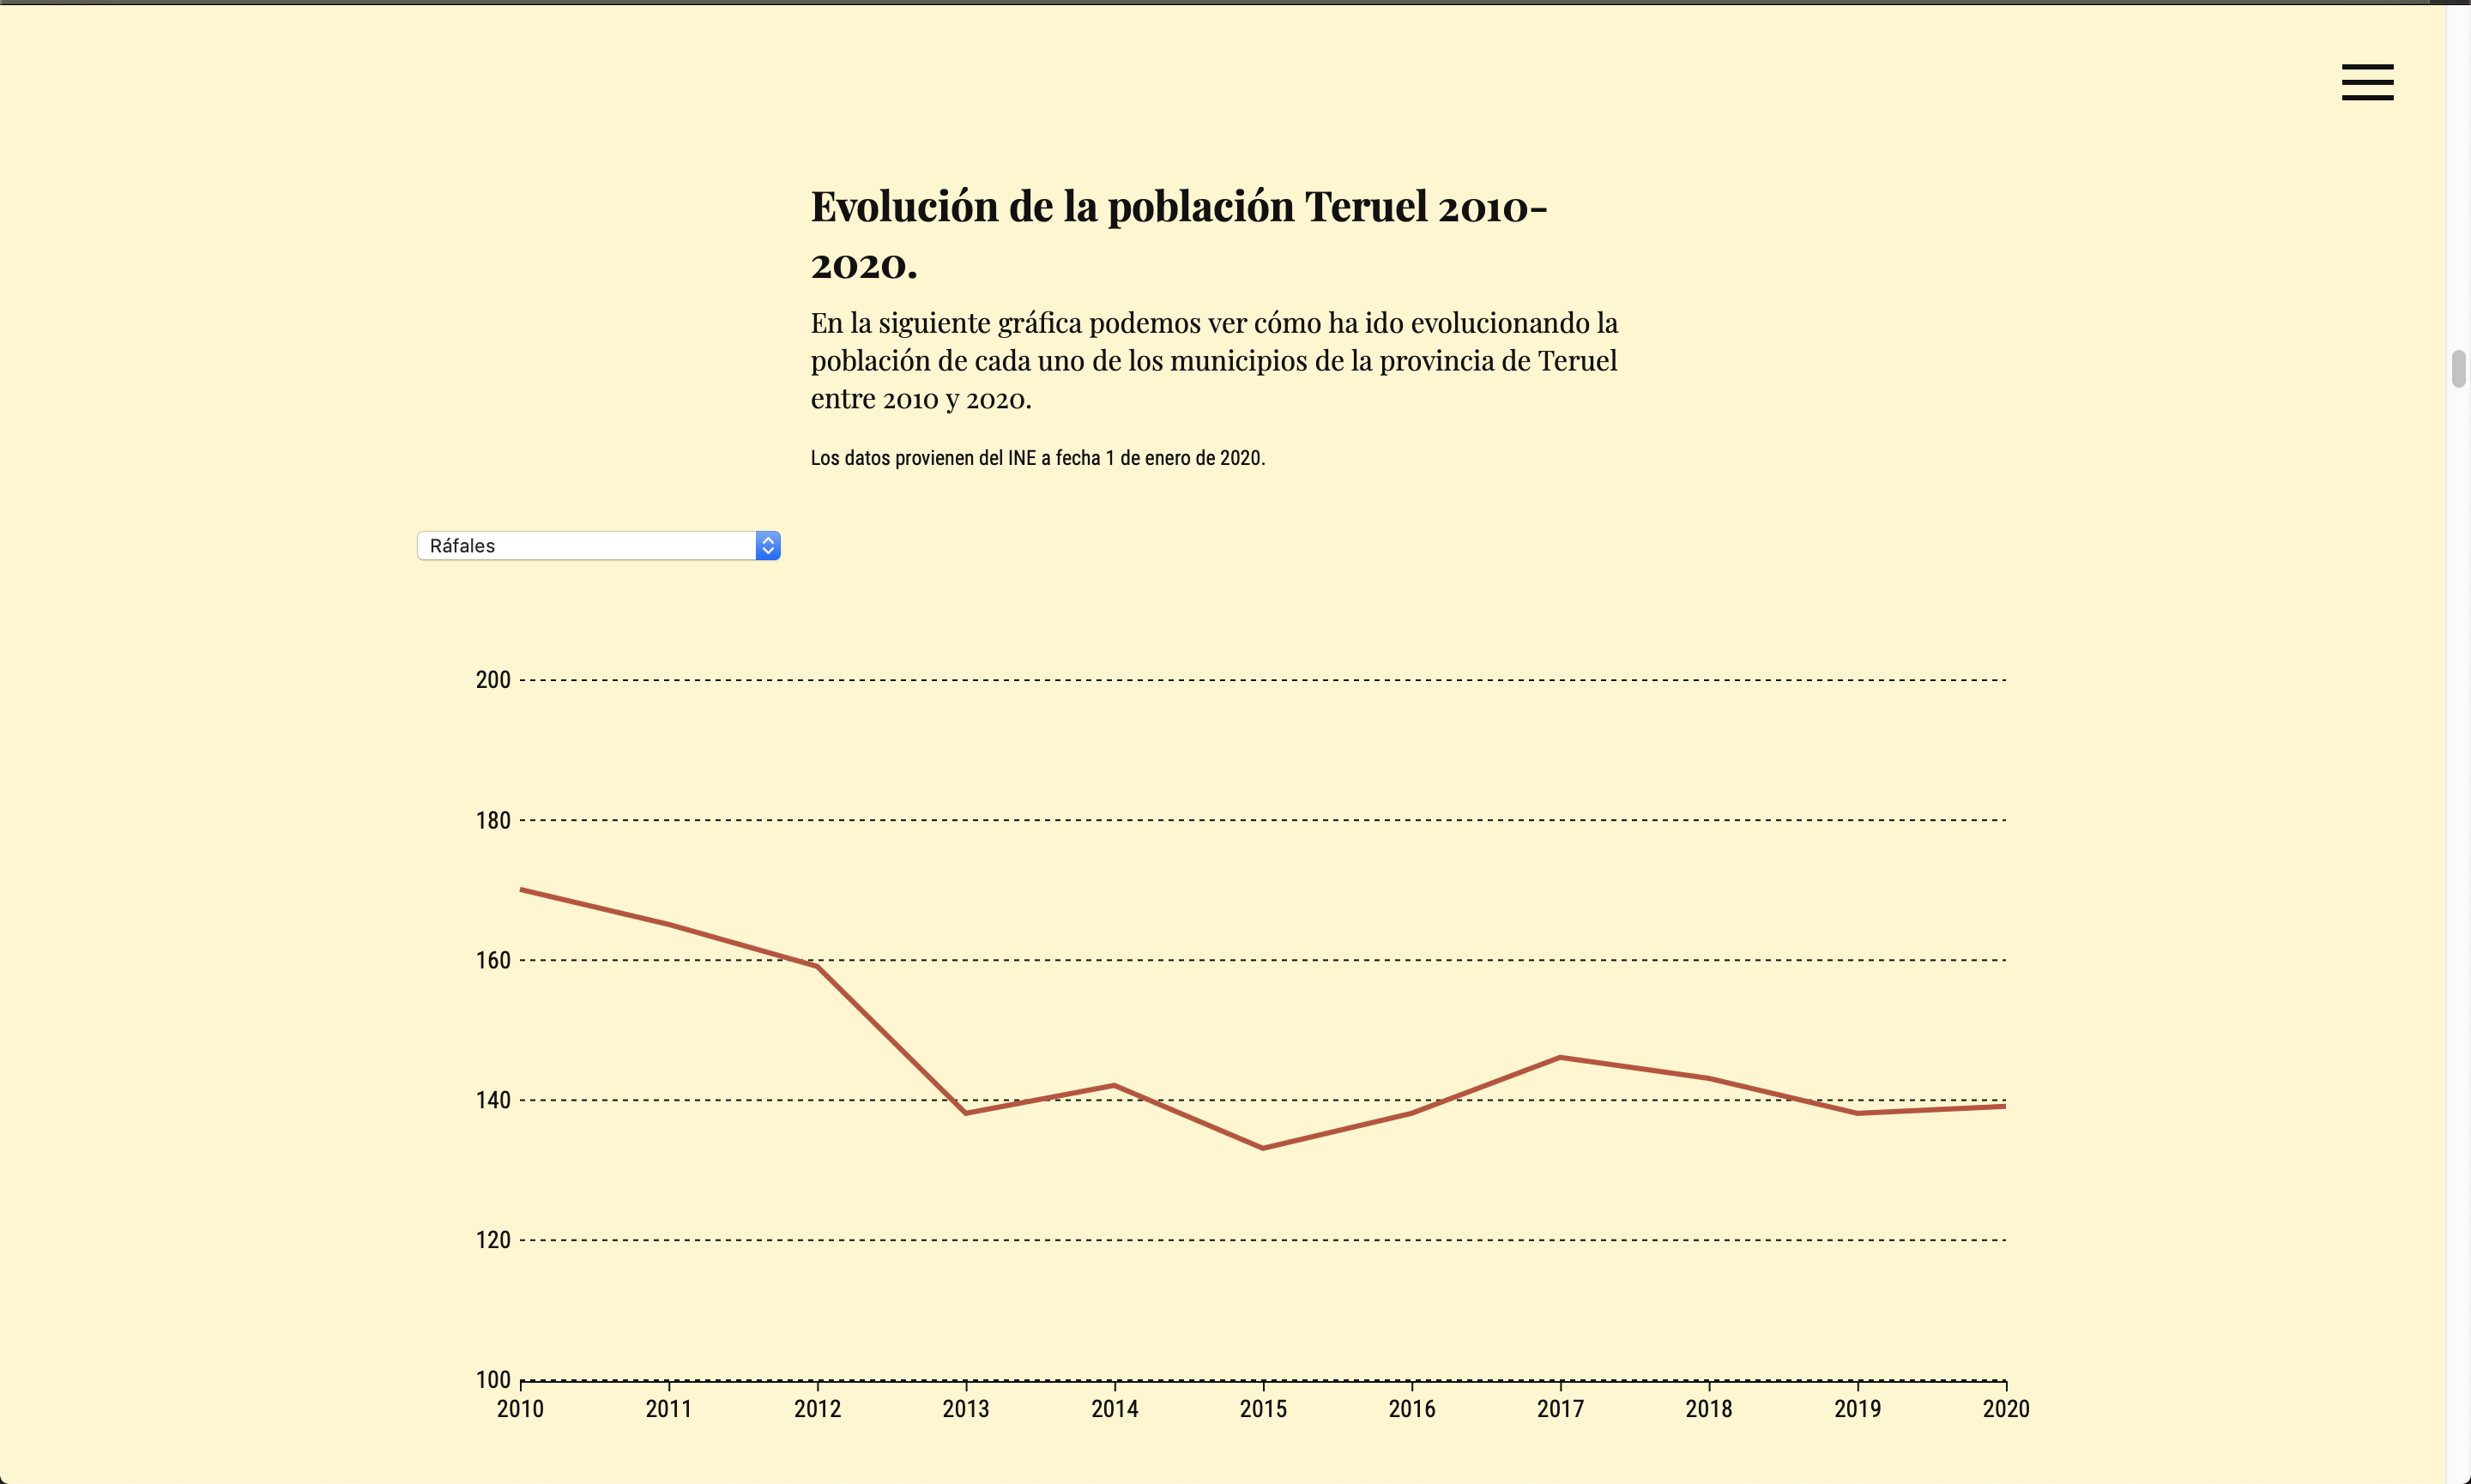 Evolución de la población Teruel 2010-
2020.
En la siguiente gráfica podemos ver cómo ha ido evolucionando la
población de cada uno de los municipios de la provincia de Teruel
entre 2010 y 2020.
Los datos provienen del INE a fecha 1 de enero de 2020.
Ráfales
200
180
160
140
120
100
2010 2011 2012 2013 2014 2015 2016 2017 2018 2019 2020